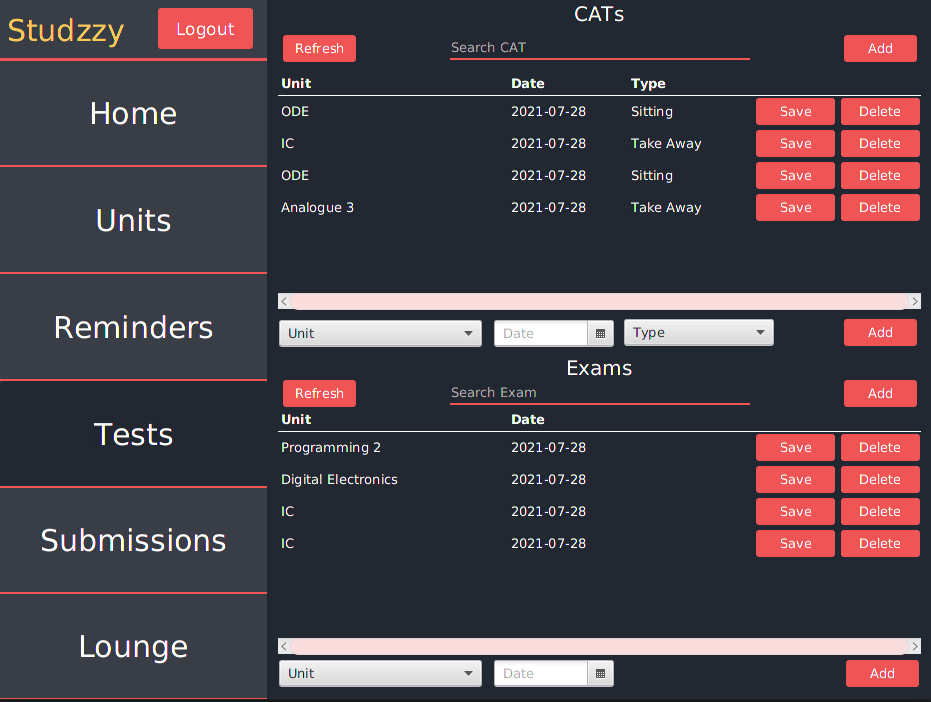 Studzzy
Logout
Home
Units
Reminders
Tests
Submissions
Lounge
CATs
Refresh
Search CAT
Add
Unit Date Type
ODE 2021-07-28 Sitting Save Delete
IC 2021-07-28 Take Away Save Delete
ODE 2021-07-28 Sitting Save Delete
Analogue 3 2021-07-28 Take Away Save Delete
Unit Date Type Add
Exams
Refresh
Search Exam
Add
Unit Date
Programming 2 2021-07-28 Save Delete
Digital Electronics 2021-07-28 Save Delete
IC 2021-07-28 Save Delete
IC 2021-07-28 Save Delete
Unit Date Add